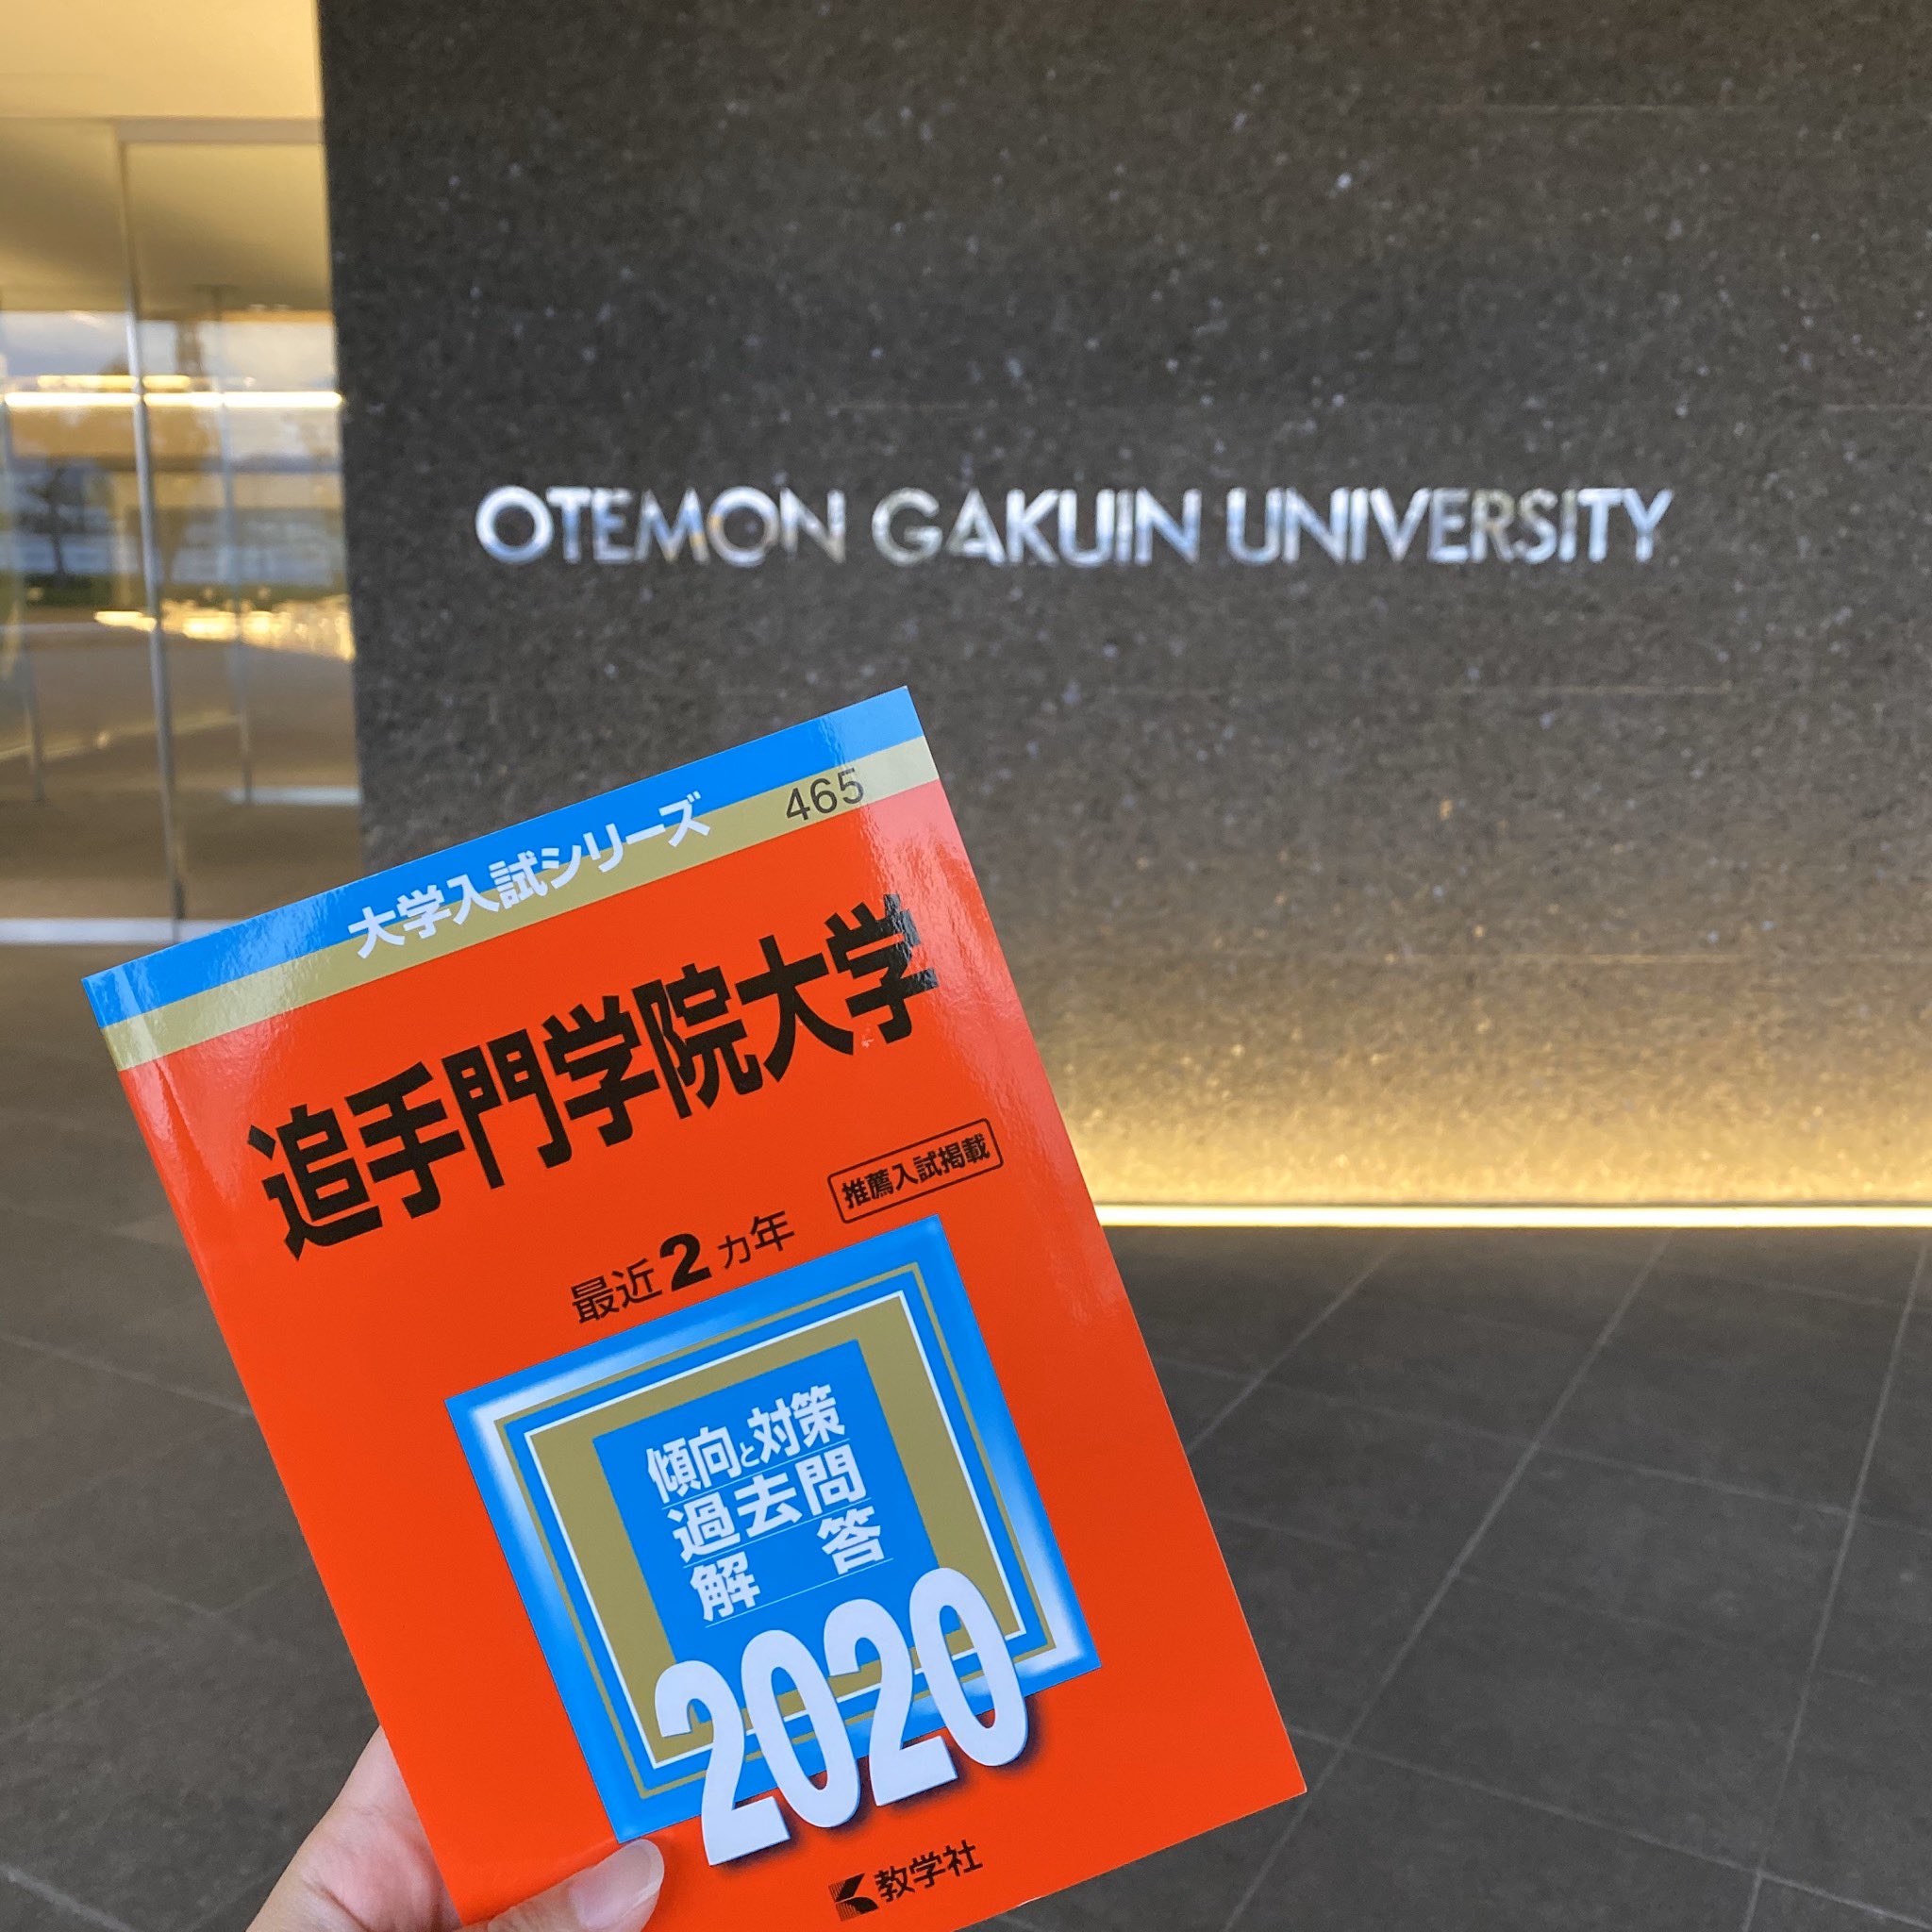 OTEMON GAKUIN UNIVERSITY
大学入試シリーズ
465
追手門学院大学
推薦入試掲載
最近2カ年
傾向と対策
過去問
解答
2020
教学社